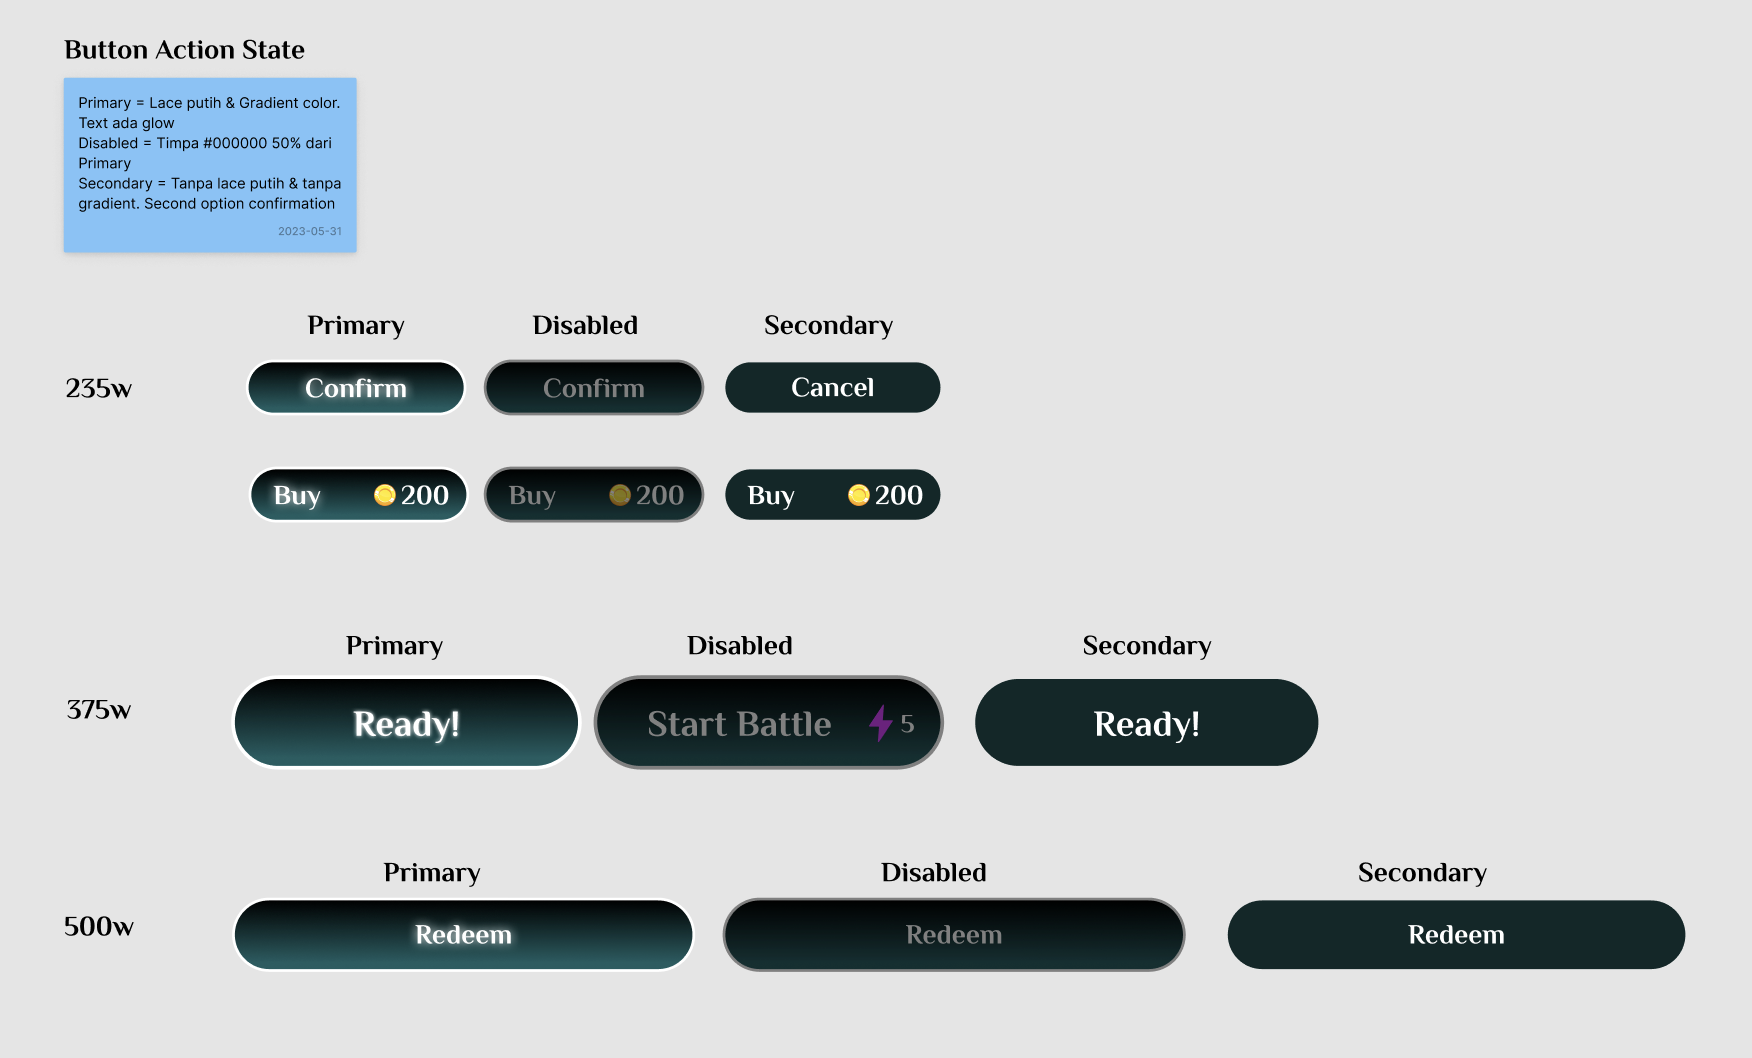 Button Action State
Primary = Lace putih & Gradient color.
Text ada glow
Disabled = Timpa #000000 50% dari
Primary
Secondary = Tanpa lace putih & tanpa
gradient. Second option confirmation
2023-05-31
Primary Disabled Secondary
235w Confirm Confirm Cancel
Buy 200 Buy 200 Buy 200
Primary Disabled Secondary
375w Ready! Start Battle 5 Ready!
Primary Disabled Secondary
500w Redeem Redeem Redeem